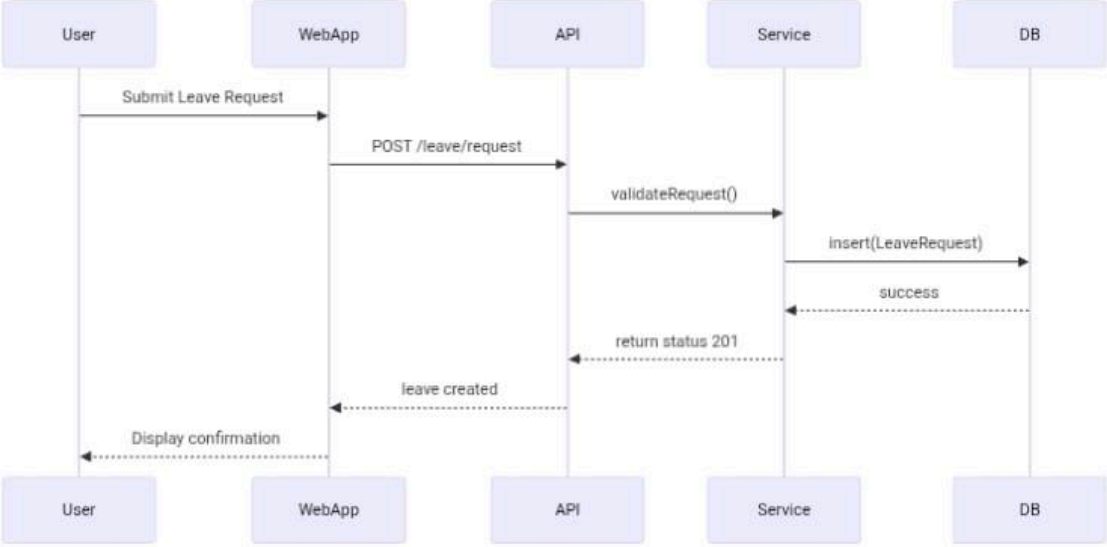 User
WebApp
API
Service
DB
Submit Leave Request
POST /leave/request
validateRequest()
insert(LeaveRequest)
success
return status 201
leave created
Display confirmation
User
WebApp
API
Service
DB